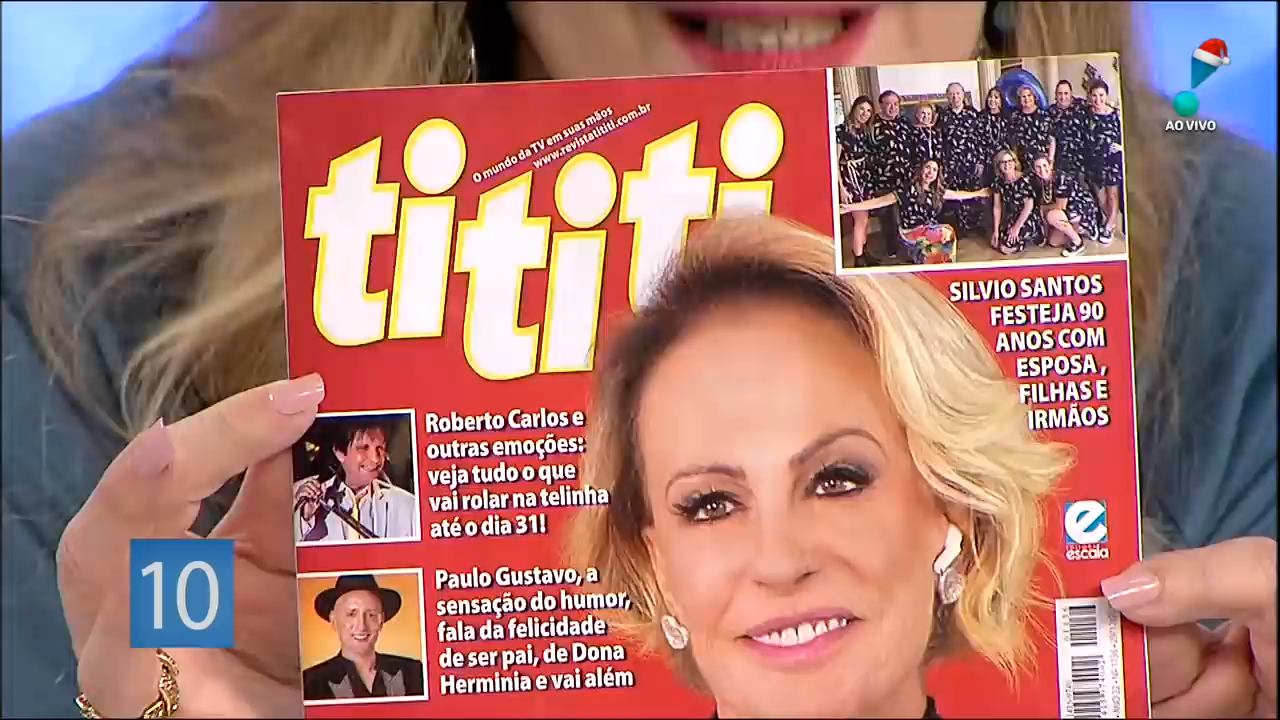 tititi
O mundo da TV em suas mãos
www.revistatititi.com.br
AO VIVO
SILVIO SANTOS
FESTEJA 90
ANOS COM
ESPOSA ,
FILHAS E
IRMÃOS
Roberto Carlos e
outras emoções:
veja tudo o que
vai rolar na telinha
até o dia 31!
e
escala
Paulo Gustavo, a
sensação do humor,
fala da felicidade
de ser pai, de Dona
Herminia e vai além
10